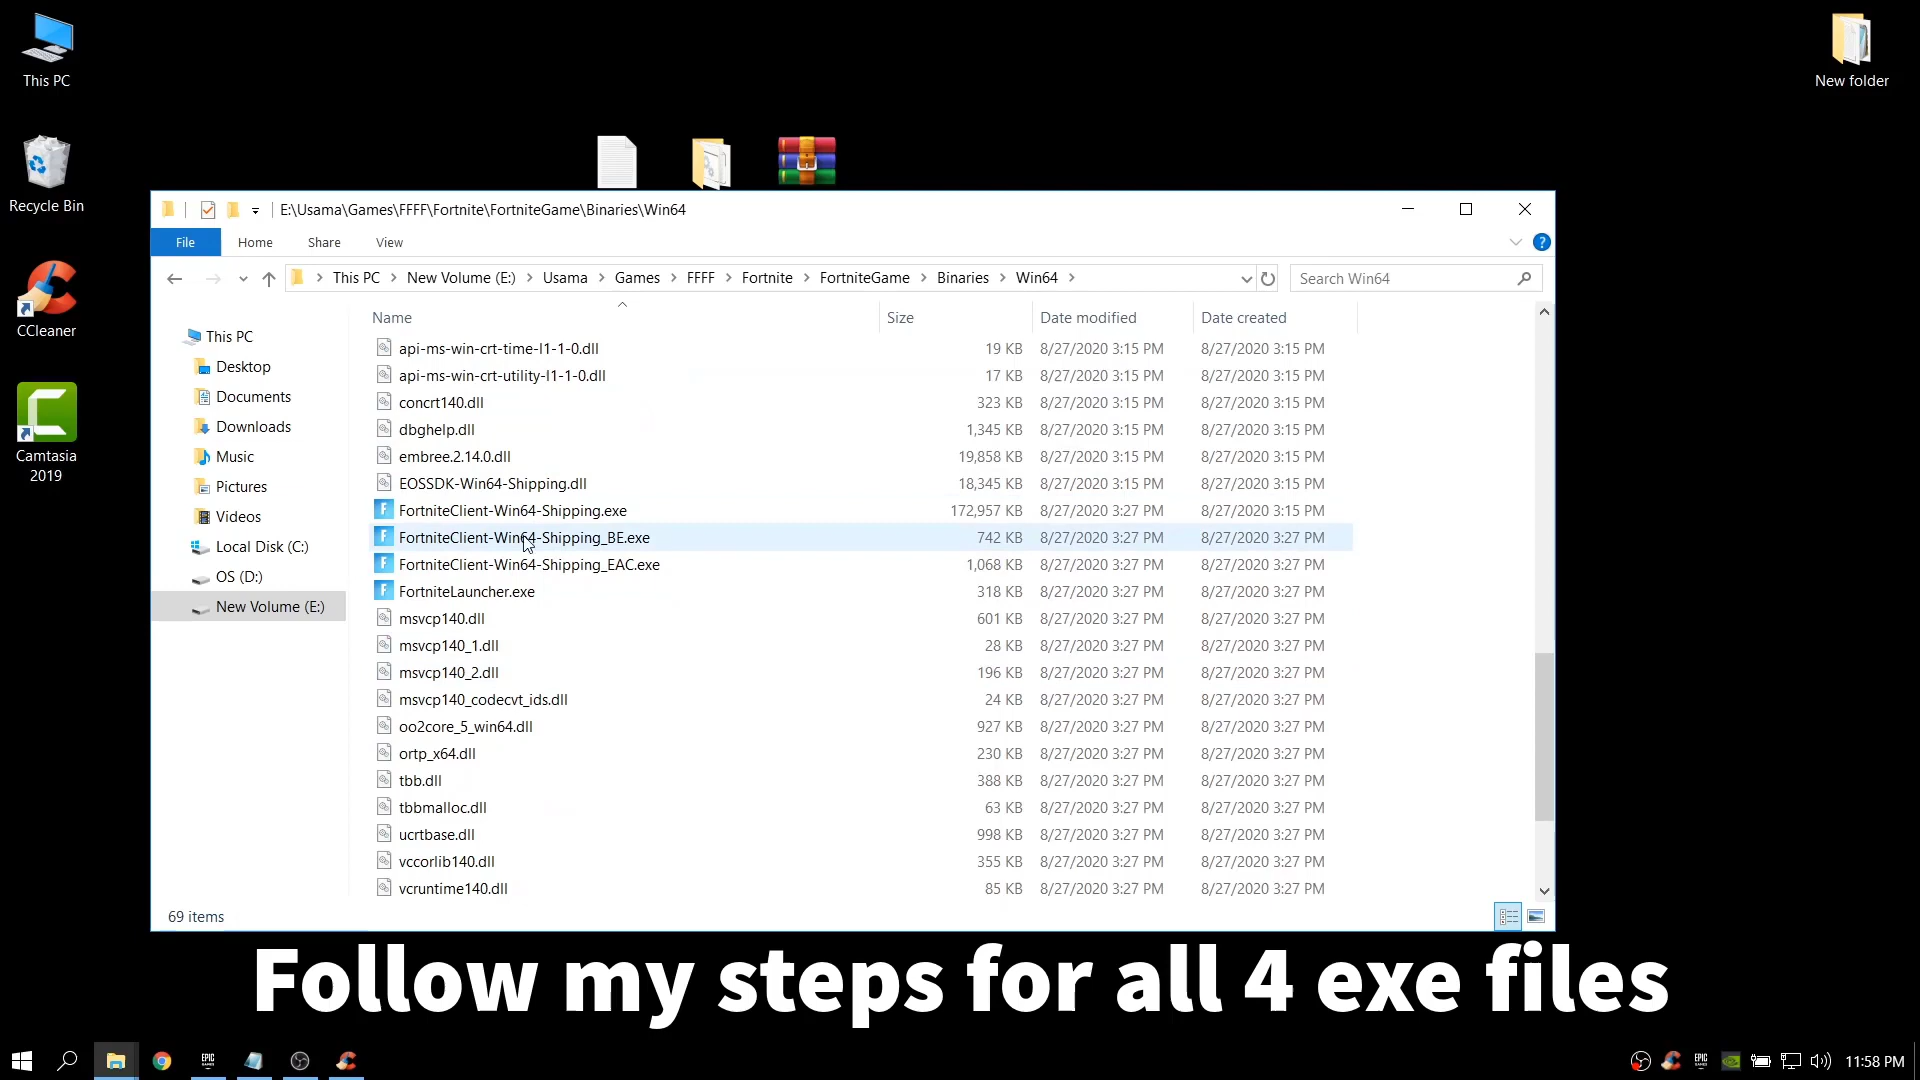 This PC
New folder
Recycle Bin
CCleaner
Camtasia
2019
E:\Usama\Games\FFFF\Fortnite\FortniteGame\Binaries\Win64
File Home Share View
This PC > New Volume (E:) > Usama > Games > FFFF > Fortnite > FortniteGame > Binaries > Win64 >
Search Win64
This PC
Desktop
Documents
Downloads
Music
Pictures
Videos
Local Disk (C:)
OS (D:)
New Volume (E:)
Name Size Date modified Date created
api-ms-win-crt-time-l1-1-0.dll 19 KB 8/27/2020 3:15 PM 8/27/2020 3:15 PM
api-ms-win-crt-utility-l1-1-0.dll 17 KB 8/27/2020 3:15 PM 8/27/2020 3:15 PM
concrt140.dll 323 KB 8/27/2020 3:15 PM 8/27/2020 3:15 PM
dbghelp.dll 1,345 KB 8/27/2020 3:15 PM 8/27/2020 3:15 PM
embree.2.14.0.dll 19,858 KB 8/27/2020 3:15 PM 8/27/2020 3:15 PM
EOSSDK-Win64-Shipping.dll 18,345 KB 8/27/2020 3:15 PM 8/27/2020 3:15 PM
FortniteClient-Win64-Shipping.exe 172,957 KB 8/27/2020 3:27 PM 8/27/2020 3:15 PM
FortniteClient-Win64-Shipping_BE.exe 742 KB 8/27/2020 3:27 PM 8/27/2020 3:27 PM
FortniteClient-Win64-Shipping_EAC.exe 1,068 KB 8/27/2020 3:27 PM 8/27/2020 3:27 PM
FortniteLauncher.exe 318 KB 8/27/2020 3:27 PM 8/27/2020 3:27 PM
msvcp140.dll 601 KB 8/27/2020 3:27 PM 8/27/2020 3:27 PM
msvcp140_1.dll 28 KB 8/27/2020 3:27 PM 8/27/2020 3:27 PM
msvcp140_2.dll 196 KB 8/27/2020 3:27 PM 8/27/2020 3:27 PM
msvcp140_codecvt_ids.dll 24 KB 8/27/2020 3:27 PM 8/27/2020 3:27 PM
oo2core_5_win64.dll 927 KB 8/27/2020 3:27 PM 8/27/2020 3:27 PM
ortp_x64.dll 230 KB 8/27/2020 3:27 PM 8/27/2020 3:27 PM
tbb.dll 388 KB 8/27/2020 3:27 PM 8/27/2020 3:27 PM
tbbmalloc.dll 63 KB 8/27/2020 3:27 PM 8/27/2020 3:27 PM
ucrtbase.dll 998 KB 8/27/2020 3:27 PM 8/27/2020 3:27 PM
vccorlib140.dll 355 KB 8/27/2020 3:27 PM 8/27/2020 3:27 PM
vcruntime140.dll 85 KB 8/27/2020 3:27 PM 8/27/2020 3:27 PM
69 items
Follow my steps for all 4 exe files
11:58 PM